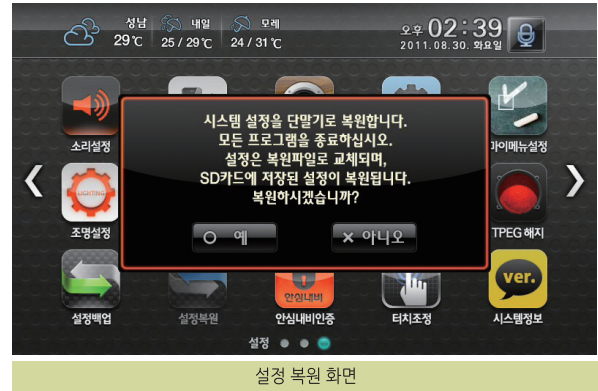 성남 내일 모레
29℃ 25 / 29℃ 24 / 31℃
오후 02:39
2011.08.30. 화요일
시스템 설정을 단말기로 복원합니다.
모든 프로그램을 종료하십시오.
설정은 복원파일로 교체되며,
SD카드에 저장된 설정이 복원됩니다.
복원하시겠습니까?
예 아니오
소리설정 마이메뉴설정
LIGHTING
조명설정 TPEG 해지
안심내비 ver.
설정백업 설정복원 안심내비인증 터치조정 시스템정보
설정
설정 복원 화면